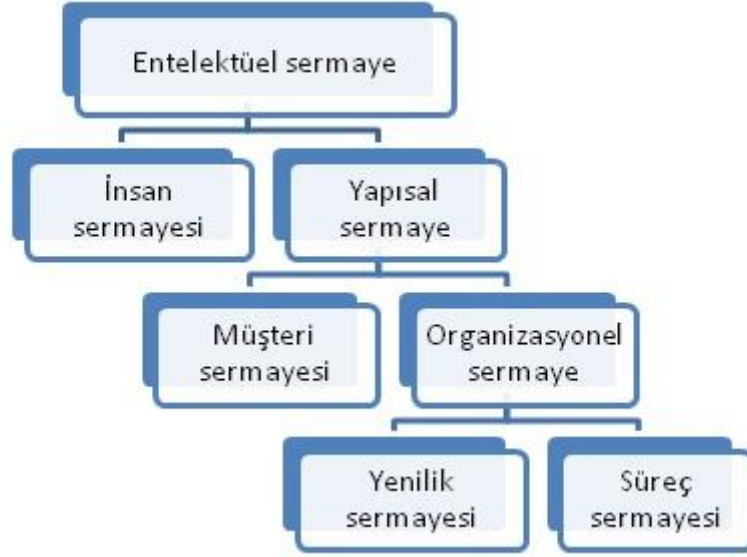 Entelektüel sermaye
İnsan
sermayesi
Yapısal
sermaye
Müşteri
sermayesi
Organizasyonel
sermaye
Yenilik
sermayesi
Süreç
sermayesi